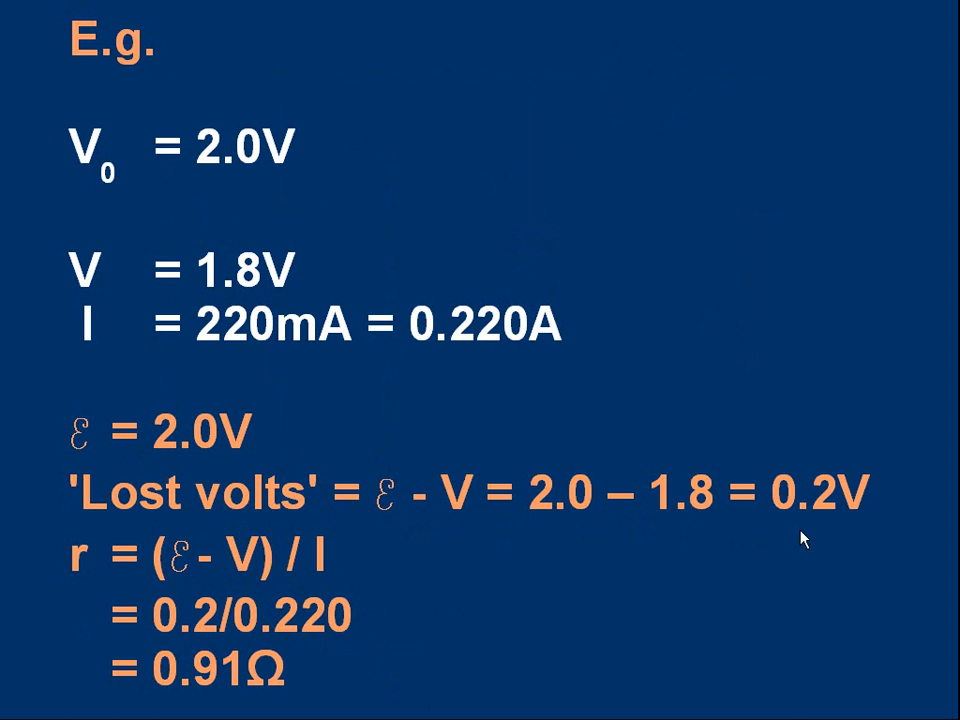 E.g.
V₀ = 2.0V
V = 1.8V
I = 220mA = 0.220A
ℰ = 2.0V
'Lost volts' = ℰ - V = 2.0 – 1.8 = 0.2V
r = (ℰ - V) / I
= 0.2/0.220
= 0.91Ω